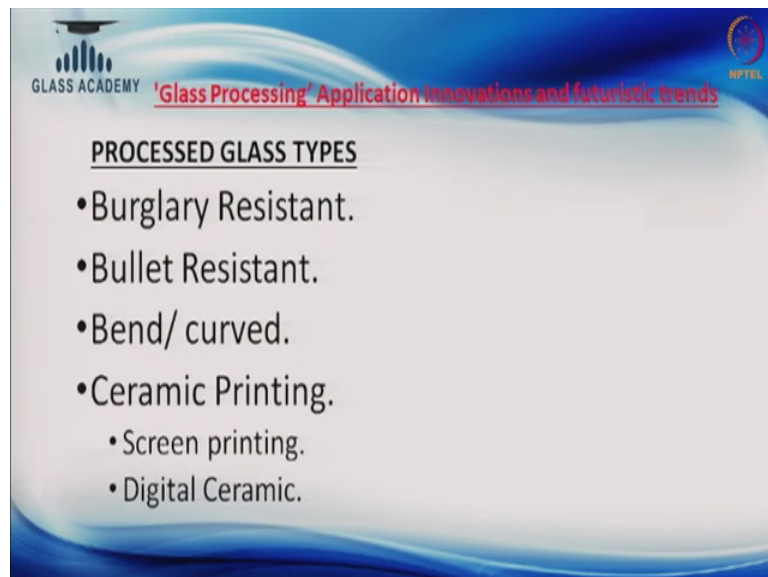 GLASS ACADEMY
NPTEL
'Glass Processing' Application Innovations and futuristic trends
PROCESSED GLASS TYPES
•Burglary Resistant.
•Bullet Resistant.
•Bend/ curved.
•Ceramic Printing.
•Screen printing.
•Digital Ceramic.